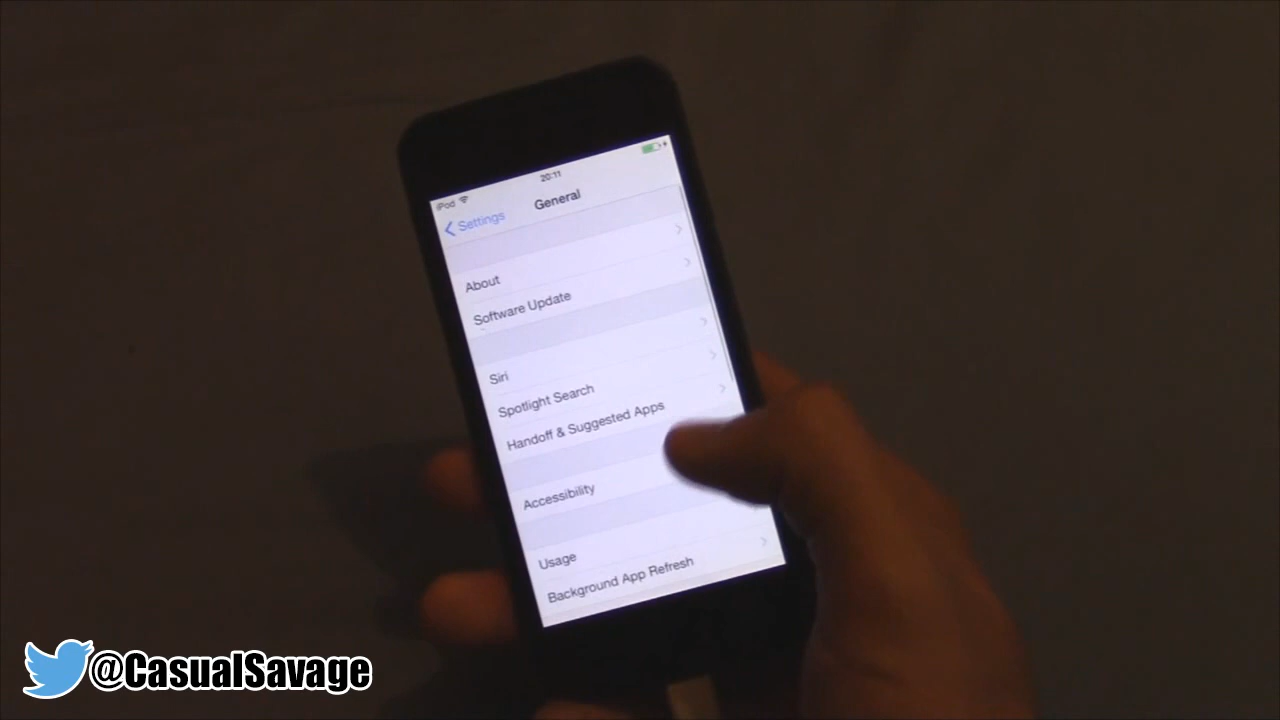 iPod 20:11
Settings General
About
Software Update
Siri
Spotlight Search
Handoff & Suggested Apps
Accessibility
Usage
Background App Refresh
@CasualSavage